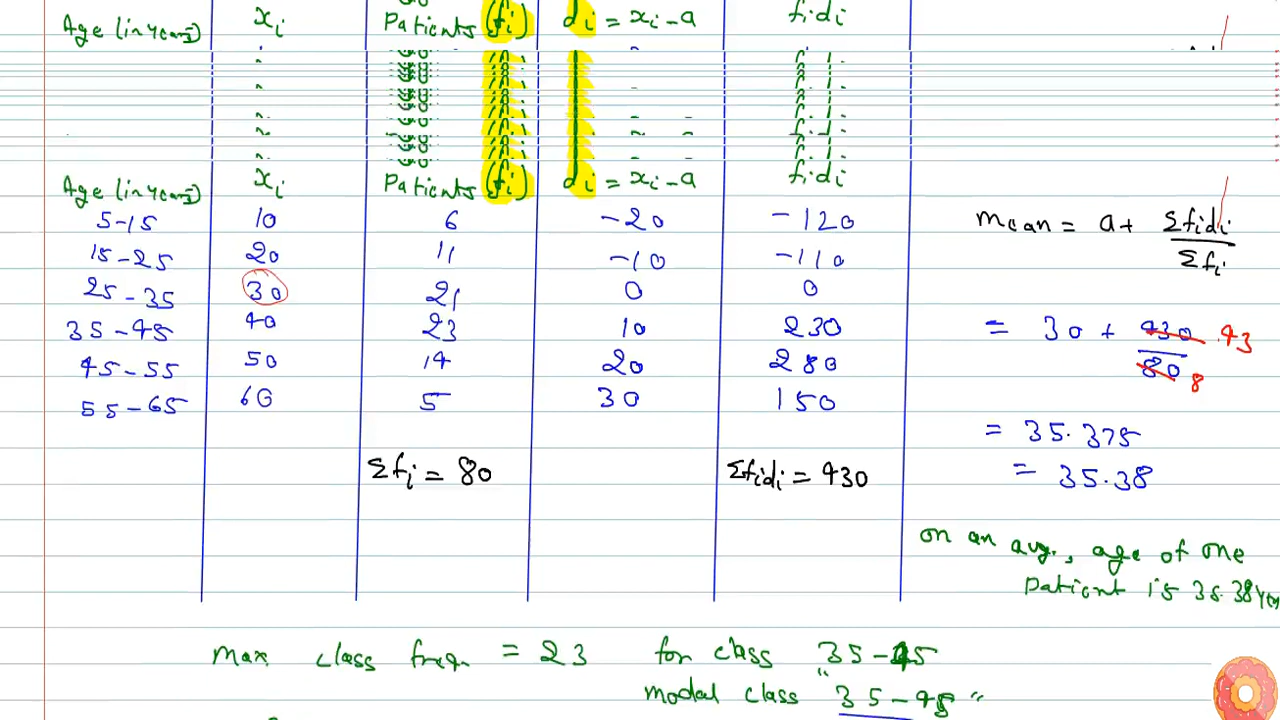 Age (in years) xi Patients (fi) di = xi - a fidi
Age (in years) xi Patients (fi) di = xi - a fidi
5-15 10 6 -20 -120
15-25 20 11 -10 -110
25-35 30 21 0 0
35-45 40 23 10 230
45-55 50 14 20 280
55-65 60 5 30 150
Σfi = 80 Σfidi = 430
mean = a + Σfidi / Σfi
= 30 + 430 / 80 43 8
= 35.375
= 35.38
on an avg., age of one
patient is 35.38
max class freq = 23 for class 35-45
modal class "35-45"